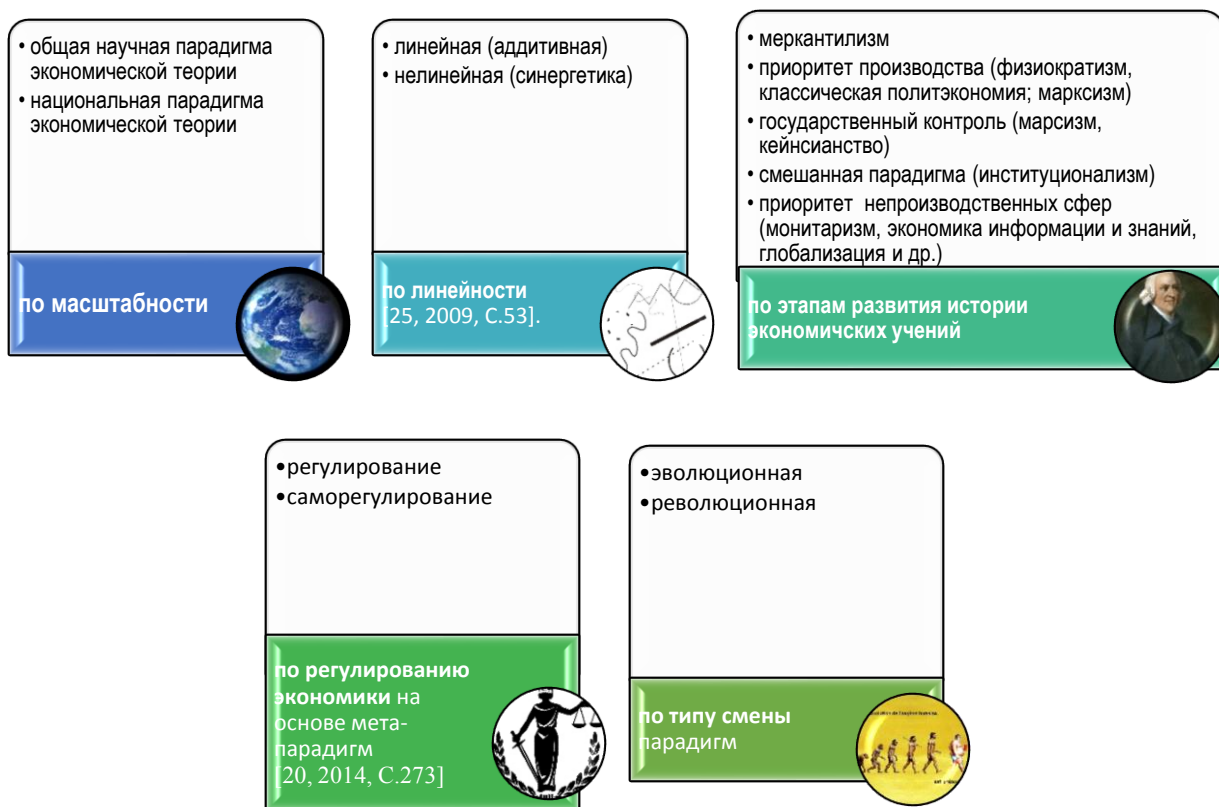 • общая научная парадигма
экономической теории
• национальная парадигма
экономической теории
по масштабности
• линейная (аддитивная)
• нелинейная (синергетика)
по линейности
[25, 2009, С.53].
• меркантилизм
• приоритет производства (физиократизм,
классическая политэкономия; марксизм)
• государственный контроль (марсизм,
кейнсианство)
• смешанная парадигма (институционализм)
• приоритет непроизводственных сфер
(монитаризм, экономика информации и знаний,
глобализация и др.)
по этапам развития истории
экономичских учений
•регулирование
•саморегулирование
по регулированию
экономики на
основе мета-
парадигм
[20, 2014, С.273]
•эволюционная
•революционная
по типу смены
парадигм